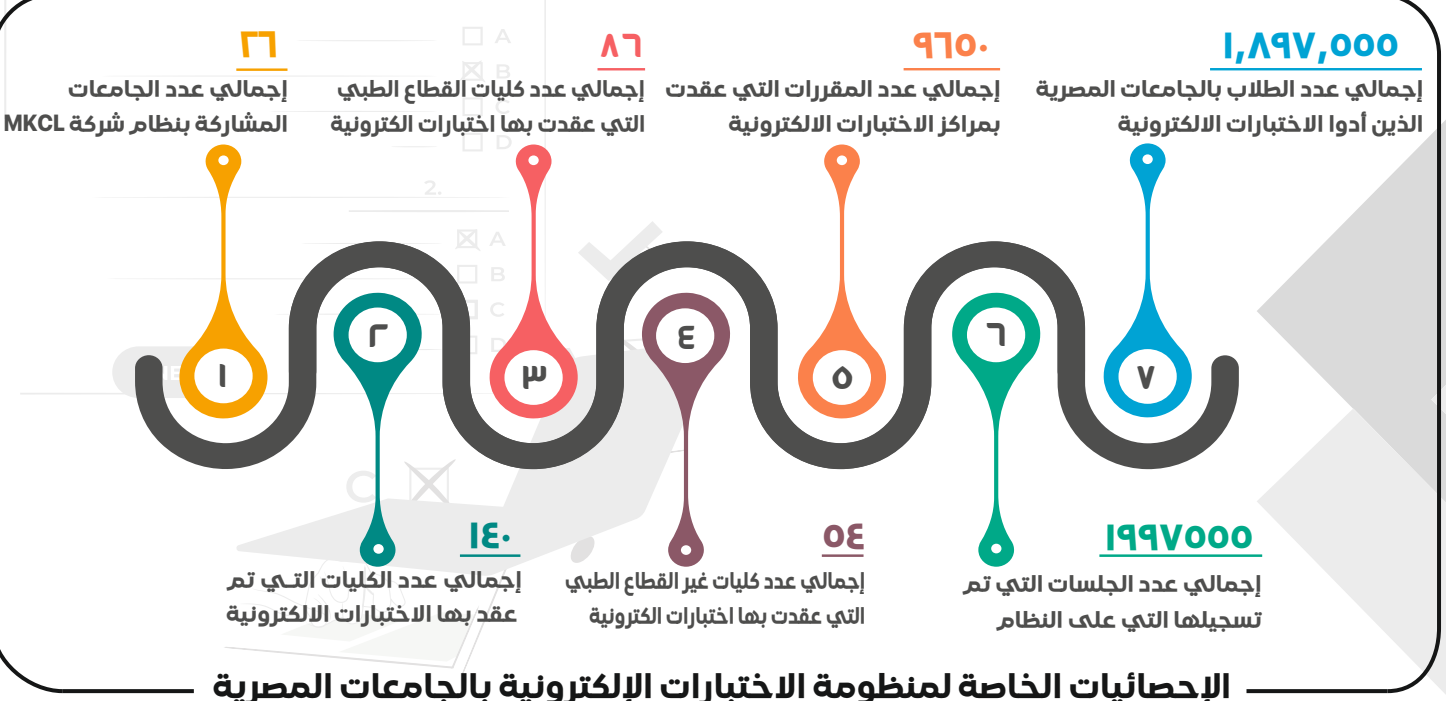 ٢٦
إجمالي عدد الجامعات
المشاركة بنظام شركة MKCL
٨٦
إجمالي عدد كليات القطاع الطبي
التي عقدت بها اختبارات الكترونية
٩٦٥٠
إجمالي عدد المقررات التي عقدت
بمراكز الاختبارات الالكترونية
١,٨٩٧,٥٥٥
إجمالي عدد الطلاب بالجامعات المصرية
الذين أدوا الاختبارات الالكترونية
A
B
C
D
2.
A
B
C
D
C
١
٢
٣
٤
٥
٦
٧
١٤٠
إجمالي عدد الكليات التـي تم
عقد بها الاختبارات الالكترونية
٥٤
إجمالي عدد كليات غير القطاع الطبي
التي عقدت بها اختبارات الكترونية
١٩٩٧٥٥٥
إجمالي عدد الجلسات التي تم
تسجيلها التي على النظام
الإحصائيات الخاصة لمنظومة الاختبارات الإلكترونية بالجامعات المصرية